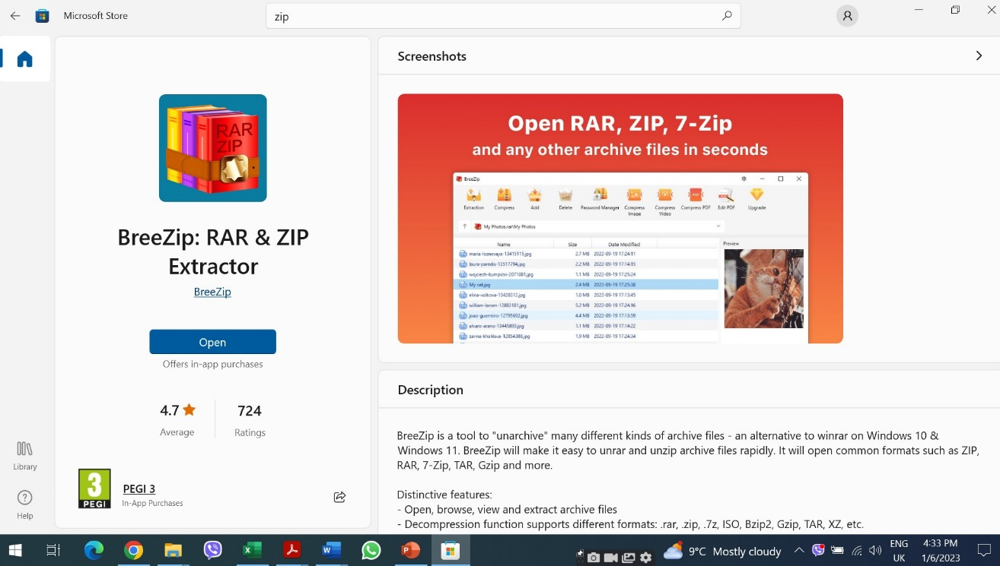 Microsoft Store
zip
RAR
ZIP
BreeZip: RAR & ZIP
Extractor
BreeZip
Open
Offers in-app purchases
4.7
724
Average
Ratings
3
PEGI
PEGI 3
In-App Purchases
Library
Help
Screenshots
Open RAR, ZIP, 7-Zip
and any other archive files in seconds
BreeZip
Extraction Compress Add Delete Password Manager Compress Image Compress Video Compress PDF Edit PDF Upgrade
My Photos.rar\My Photos
Name Size Date Modified Preview
maria-loznevaya-13415115.jpg 2.7 MB 2022-09-19 17:24:11
laura-paredis-13517794.jpg 2.2 MB 2022-09-19 17:14:15
wojciech-kumpicki-2071881.jpg 1.1 MB 2022-09-19 17:25:24
My cat.jpg 2.4 MB 2022-09-19 17:25:38
elina-volkova-13428312.jpg 1.0 MB 2022-09-19 17:13:45
william-larsen-12883181.jpg 5.2 MB 2022-09-19 17:24:16
joao-guerreiro-12795692.jpg 4.4 MB 2022-09-19 17:13:59
alvaro-arano-13445893.jpg 1.1 MB 2022-09-19 17:14:22
zarina-khalilova-12854388.jpg 1.9 MB 2022-09-19 17:24:34
Description
BreeZip is a tool to "unarchive" many different kinds of archive files - an alternative to winrar on Windows 10 &
Windows 11. BreeZip will make it easy to unrar and unzip archive files rapidly. It will open common formats such as ZIP,
RAR, 7-Zip, TAR, Gzip and more.
Distinctive features:
- Open, browse, view and extract archive files
- Decompression function supports different formats: .rar, .zip, .7z, ISO, Bzip2, Gzip, TAR, XZ, etc.
9°C Mostly cloudy
ENG
UK
4:33 PM
1/6/2023